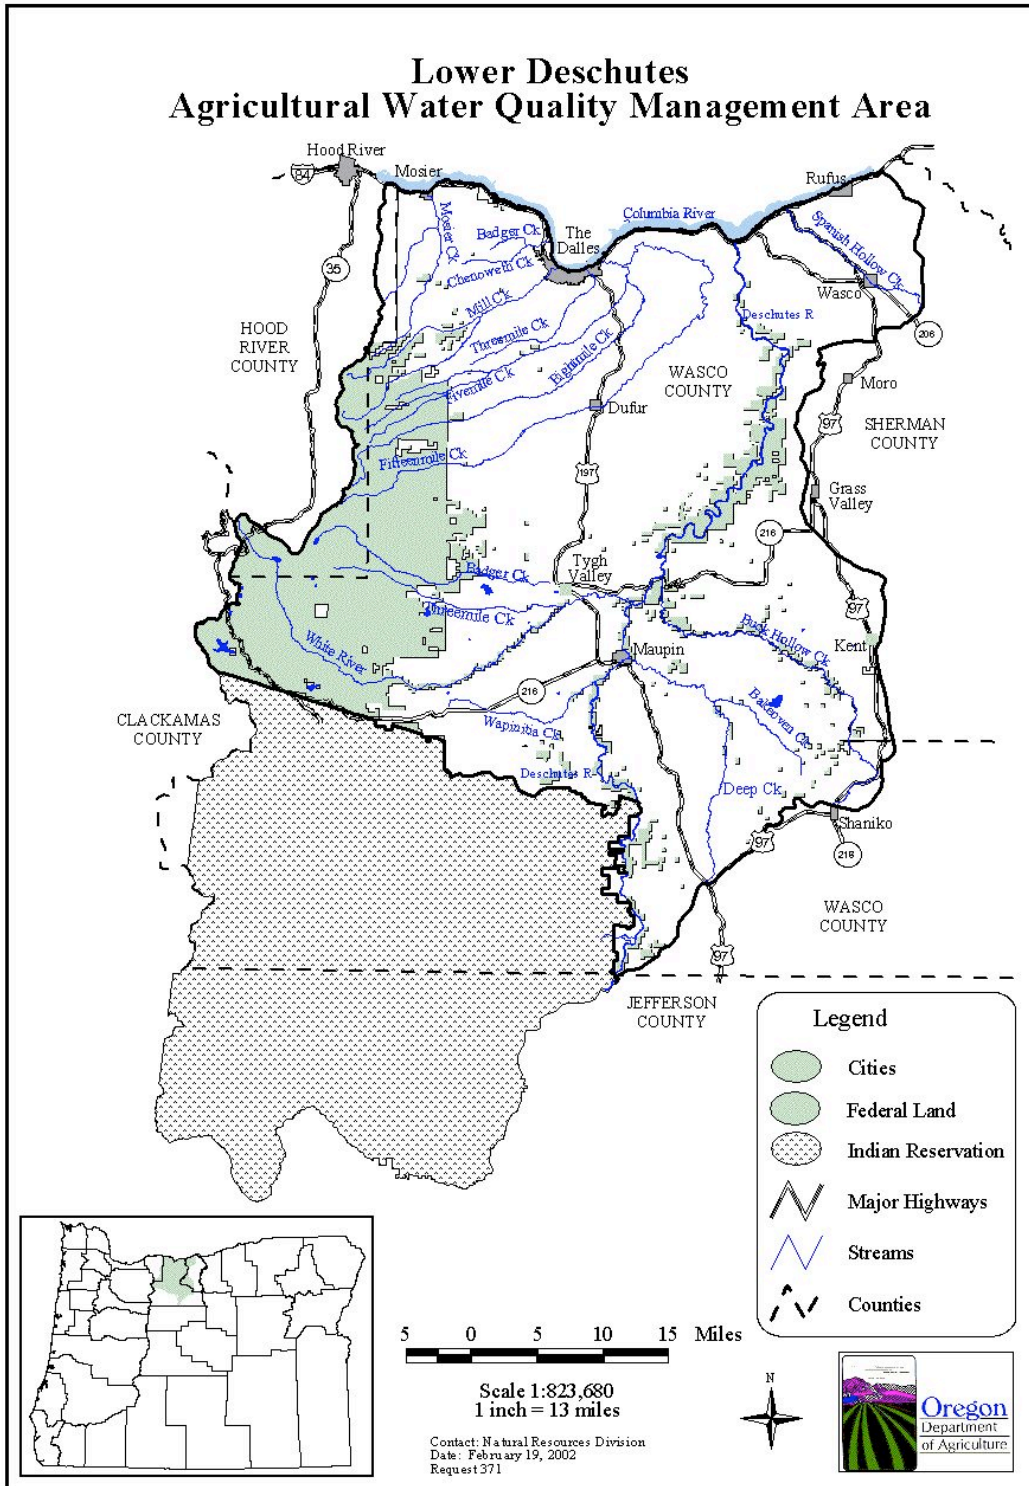 Lower Deschutes
Agricultural Water Quality Management Area
Hood River
84
Mosier
Rufus
Columbia River
Mosier Ck
Badger Ck
The
Dalles
Spanish Hollow Ck
Chenoweth Ck
35
Wasco
Mill Ck
Deschutes R
206
HOOD
RIVER
COUNTY
Threemile Ck
Eightmile Ck
WASCO
COUNTY
Fivemile Ck
Moro
Dufur
97
SHERMAN
COUNTY
Fifteenmile Ck
197
Grass
Valley
216
Tygh
Valley
Badger Ck
Threemile Ck
97
Buck Hollow Ck
White River
Maupin
Kent
216
Bakeoven Ck
CLACKAMAS
COUNTY
Wapinitia Ck
Deschutes R
Deep Ck
Shaniko
97
218
WASCO
COUNTY
97
JEFFERSON
COUNTY
Legend
Cities
Federal Land
Indian Reservation
Major Highways
Streams
Counties
5 0 5 10 15 Miles
Scale 1:823,680
1 inch = 13 miles
Contact: Natural Resources Division
Date: February 19, 2002
Request 371
N
Oregon
Department
of Agriculture